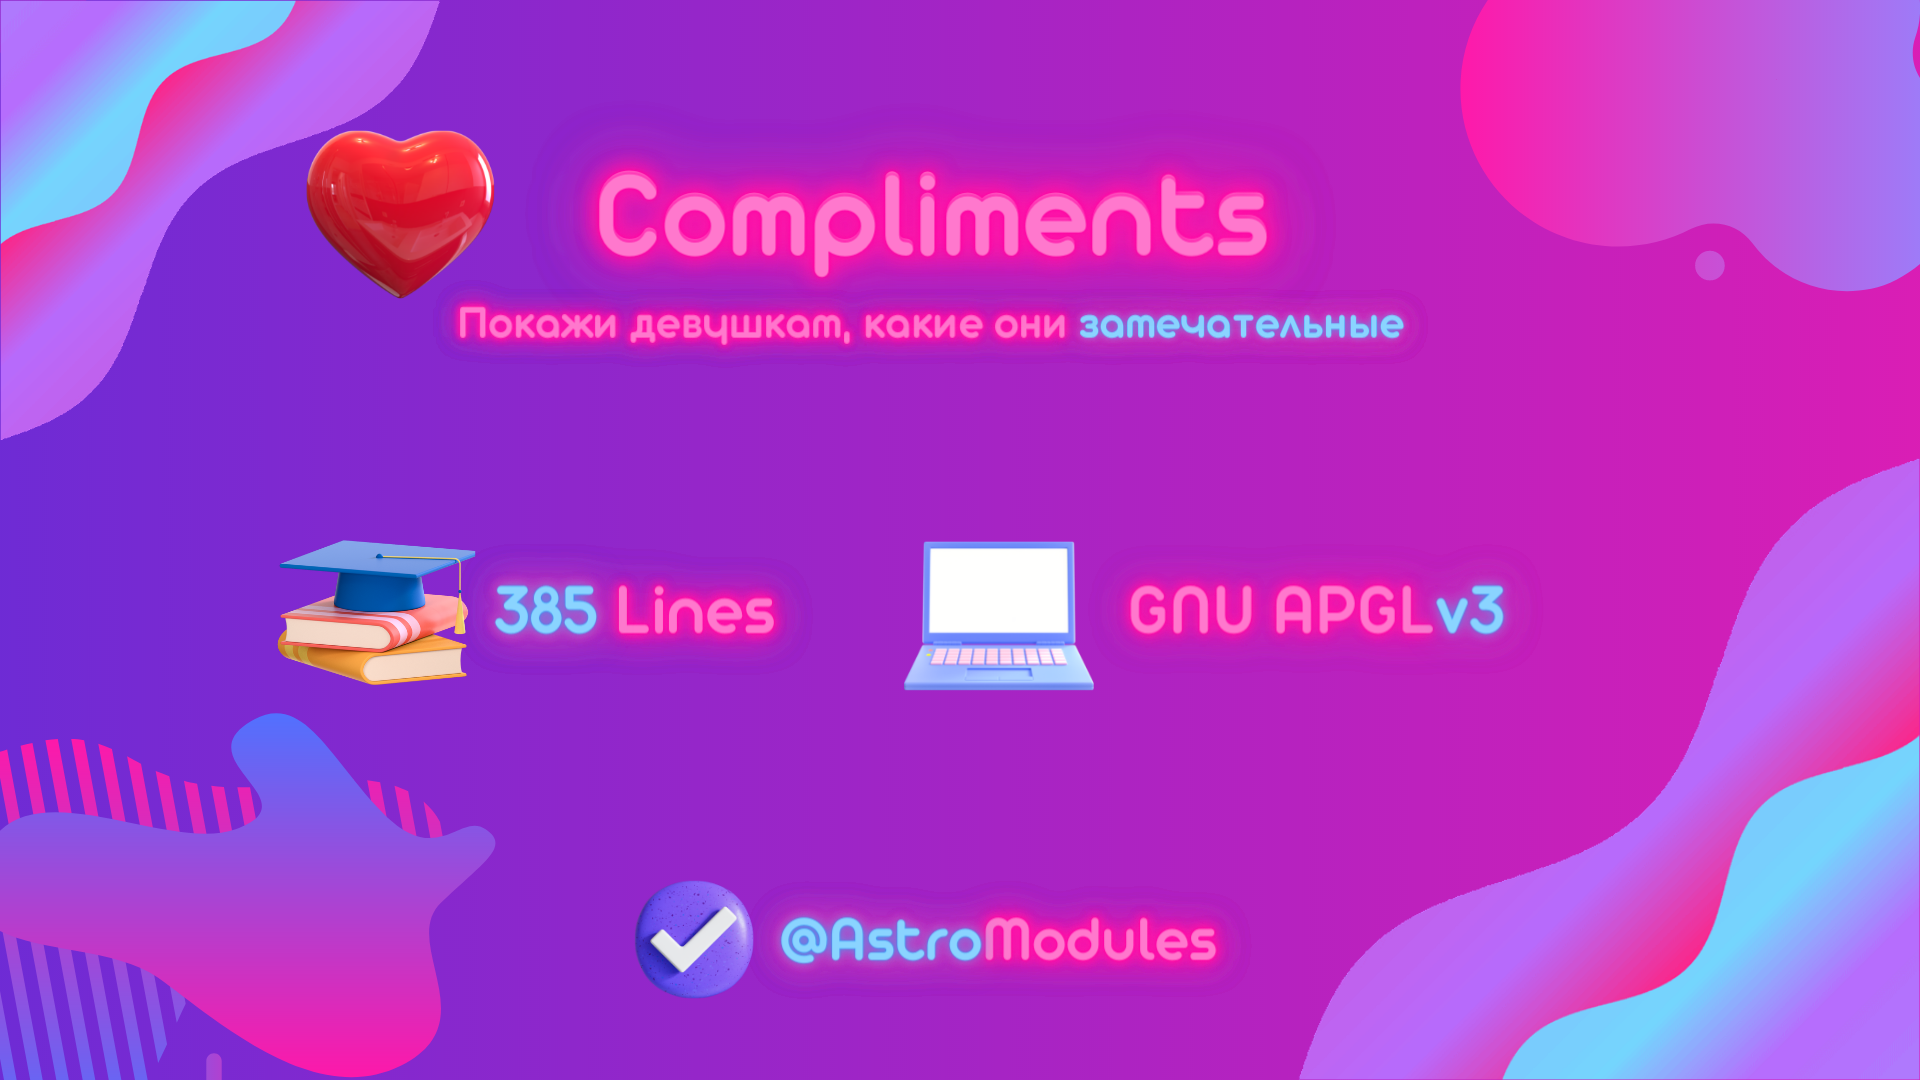 Compliments
Покажи девушкам, какие они замечательные
385 Lines
GNU APGLv3
@AstroModules